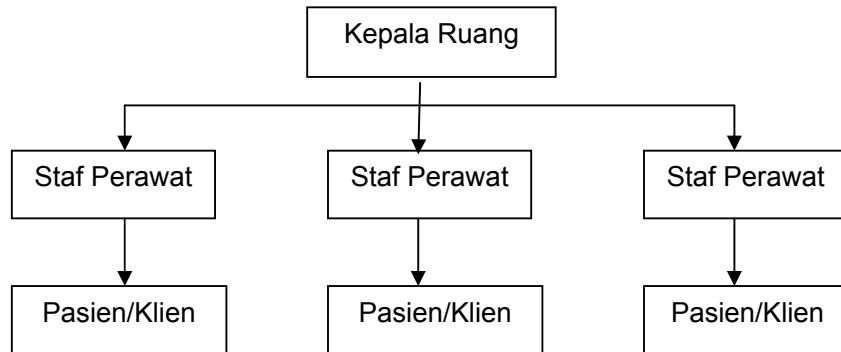 Kepala Ruang
Staf Perawat
Staf Perawat
Staf Perawat
Pasien/Klien
Pasien/Klien
Pasien/Klien